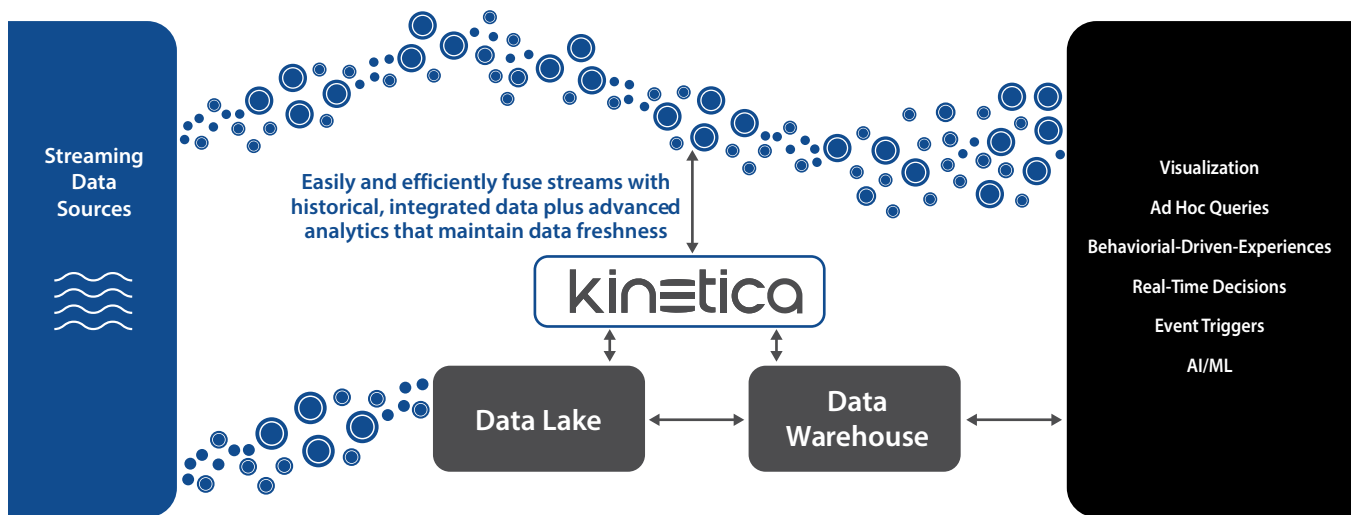 Streaming
Data
Sources
Easily and efficiently fuse streams with
historical, integrated data plus advanced
analytics that maintain data freshness
kinetica
Data Lake
Data
Warehouse
Visualization
Ad Hoc Queries
Behaviorial-Driven-Experiences
Real-Time Decisions
Event Triggers
AI/ML